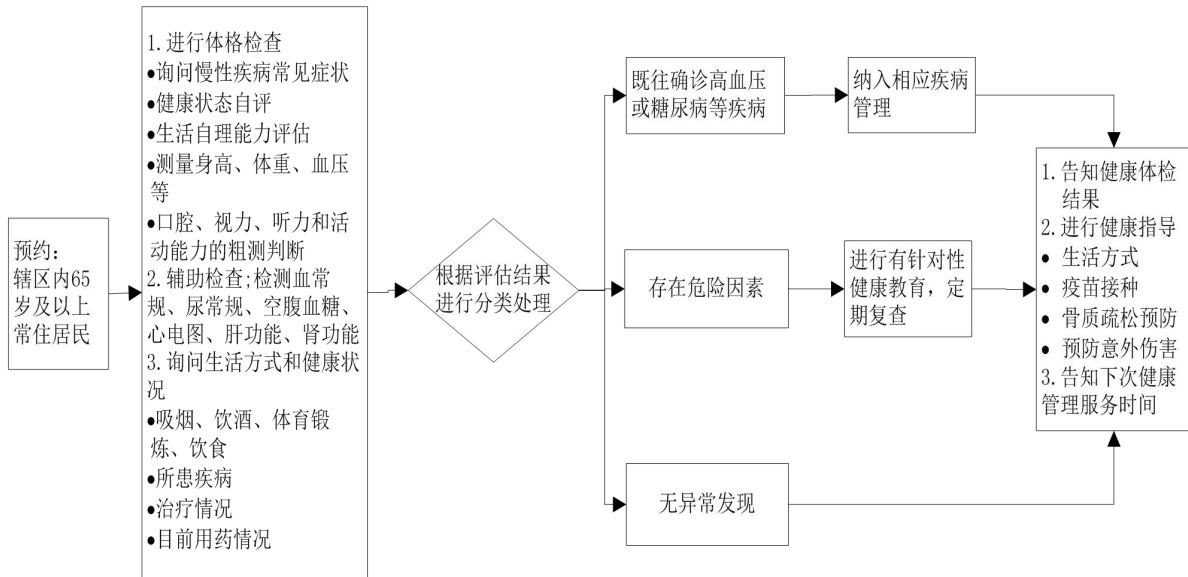 预约:
辖区内65
岁及以上
常住居民
1.进行体格检查
●询问慢性疾病常见症状
●健康状态自评
●生活自理能力评估
●测量身高、体重、血压
等
●口腔、视力、听力和活
动能力的粗测判断
2.辅助检查;检测血常
规、尿常规、空腹血糖、
心电图、肝功能、肾功能
3.询问生活方式和健康状
况
●吸烟、饮酒、体育锻
炼、饮食
●所患疾病
●治疗情况
●目前用药情况
根据评估结果
进行分类处理
既往确诊高血压
或糖尿病等疾病
纳入相应疾病
管理
存在危险因素
进行有针对性
健康教育，定
期复查
无异常发现
1.告知健康体检
结果
2.进行健康指导
● 生活方式
● 疫苗接种
● 骨质疏松预防
● 预防意外伤害
3.告知下次健康
管理服务时间